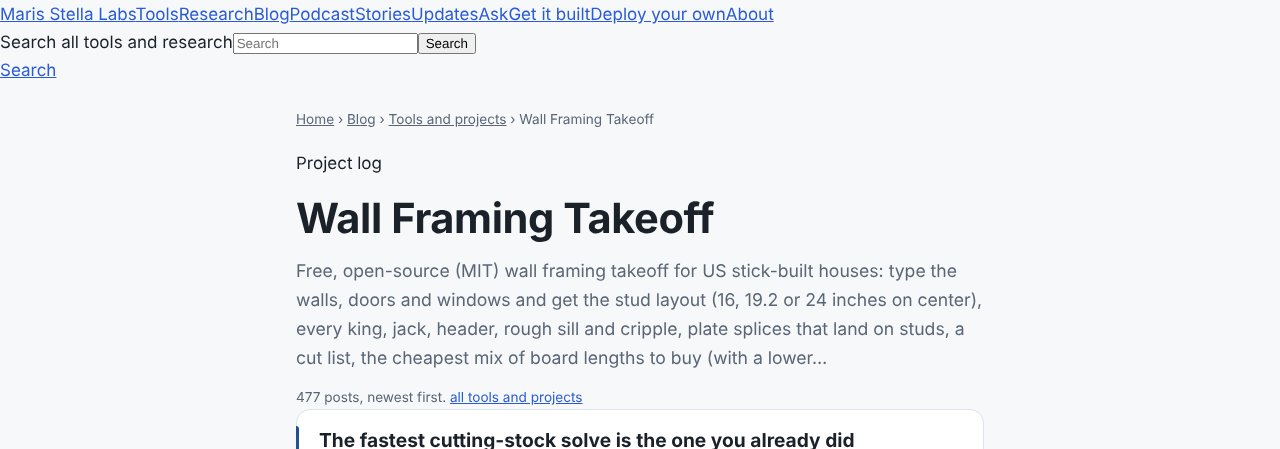 Maris Stella LabsToolsResearchBlogPodcastStoriesUpdatesAskGet it builtDeploy your ownAbout
Search all tools and research Search Search
Search
Home › Blog › Tools and projects › Wall Framing Takeoff
Project log
Wall Framing Takeoff
Free, open-source (MIT) wall framing takeoff for US stick-built houses: type the
walls, doors and windows and get the stud layout (16, 19.2 or 24 inches on center),
every king, jack, header, rough sill and cripple, plate splices that land on studs, a
cut list, the cheapest mix of board lengths to buy (with a lower...
477 posts, newest first. all tools and projects
The fastest cutting-stock solve is the one you already did